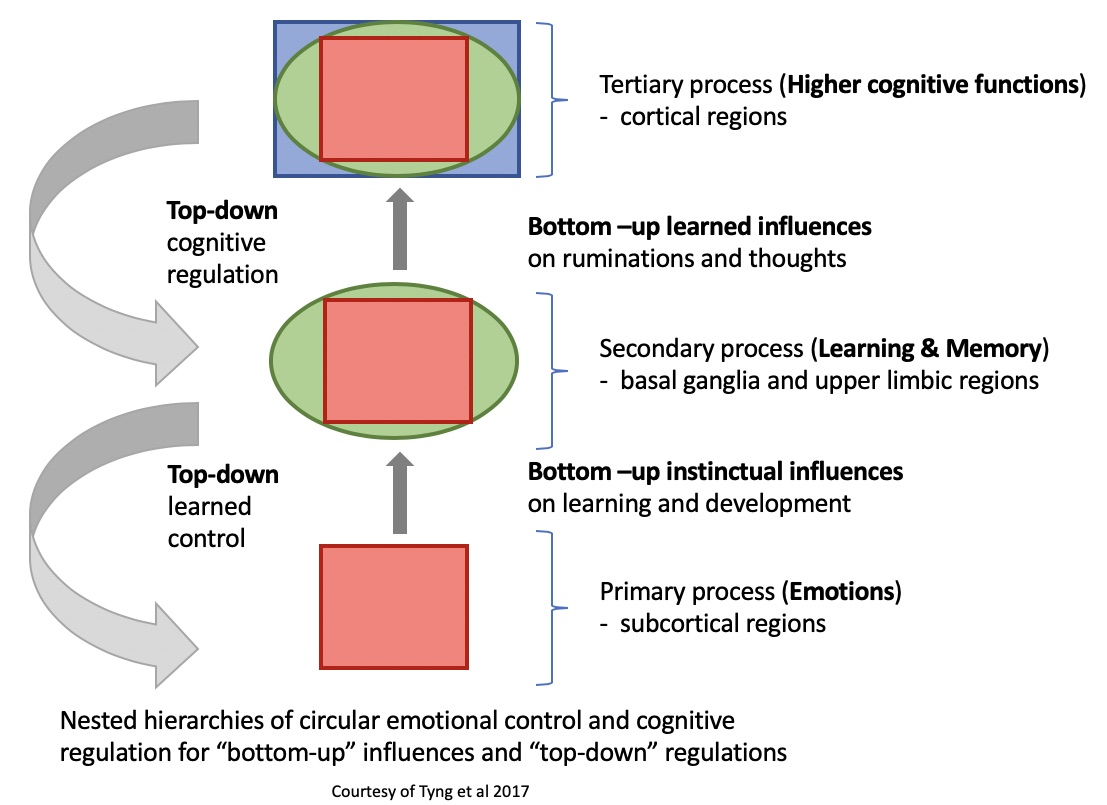 Tertiary process (Higher cognitive functions)
- cortical regions
Top-down
cognitive
regulation
Bottom –up learned influences
on ruminations and thoughts
Secondary process (Learning & Memory)
- basal ganglia and upper limbic regions
Top-down
learned
control
Bottom –up instinctual influences
on learning and development
Primary process (Emotions)
- subcortical regions
Nested hierarchies of circular emotional control and cognitive
regulation for “bottom-up” influences and “top-down” regulations
Courtesy of Tyng et al 2017